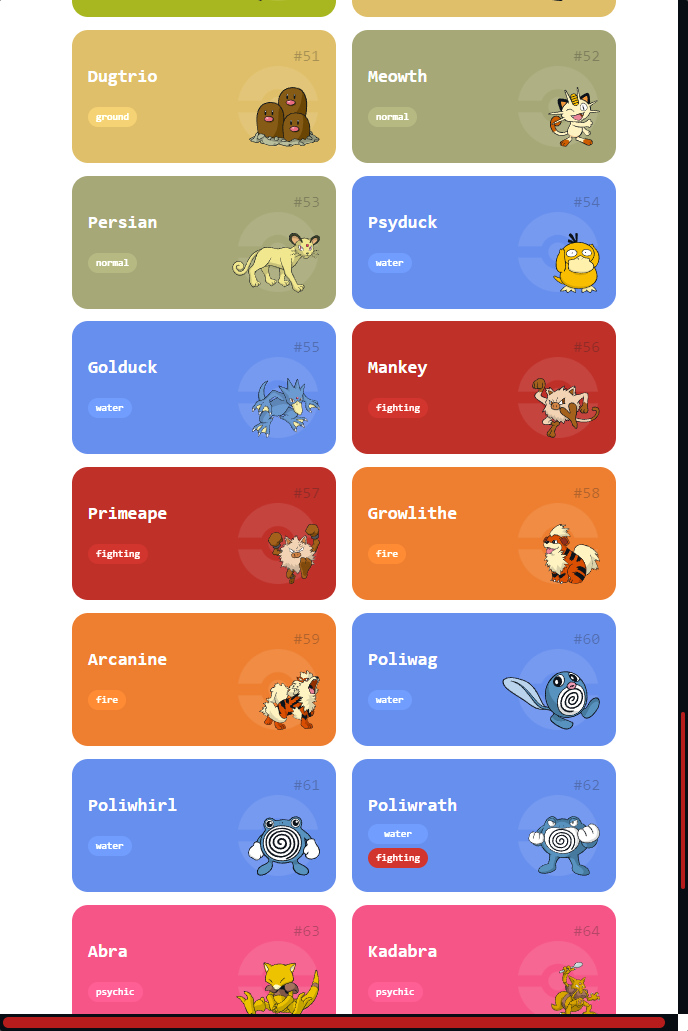 #51
Dugtrio
ground
#52
Meowth
normal
#53
Persian
normal
#54
Psyduck
water
#55
Golduck
water
#56
Mankey
fighting
#57
Primeape
fighting
#58
Growlithe
fire
#59
Arcanine
fire
#60
Poliwag
water
#61
Poliwhirl
water
#62
Poliwrath
water
fighting
#63
Abra
psychic
#64
Kadabra
psychic